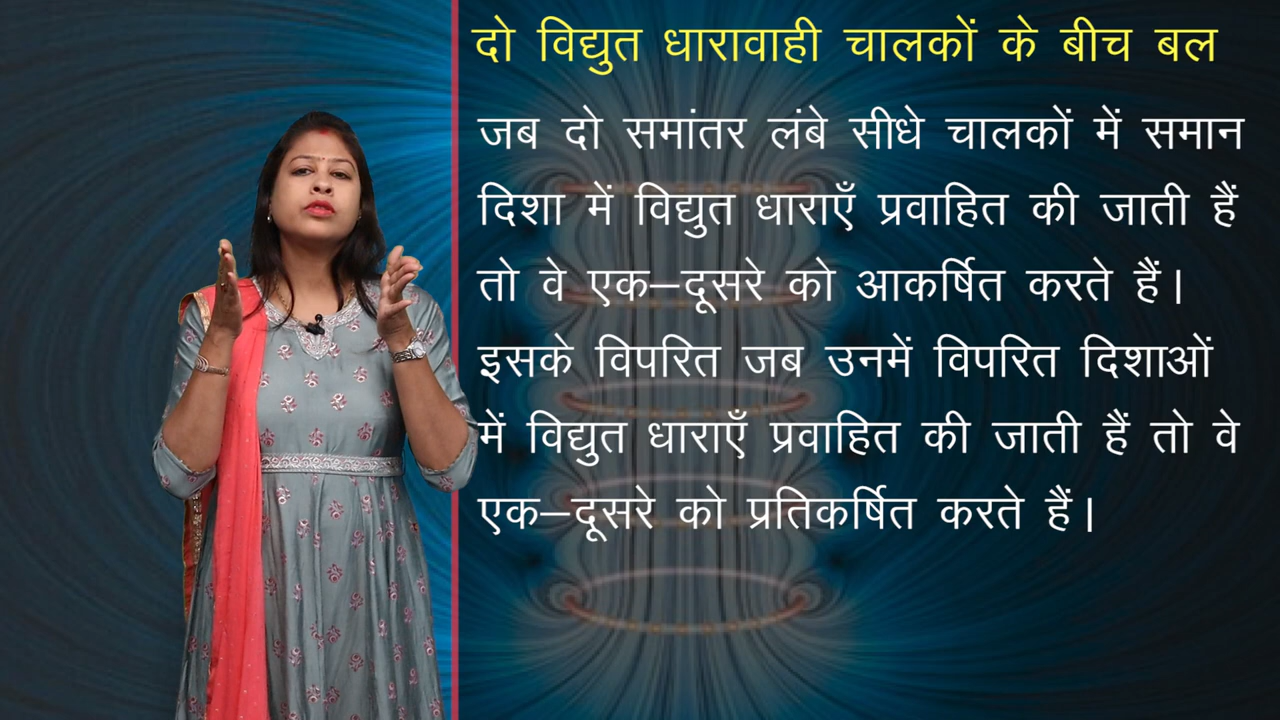 दो विद्युत धारावाही चालकों के बीच बल
जब दो समांतर लंबे सीधे चालकों में समान
दिशा में विद्युत धाराएँ प्रवाहित की जाती हैं
तो वे एक–दूसरे को आकर्षित करते हैं।
इसके विपरित जब उनमें विपरित दिशाओं
में विद्युत धाराएँ प्रवाहित की जाती हैं तो वे
एक–दूसरे को प्रतिकर्षित करते हैं।